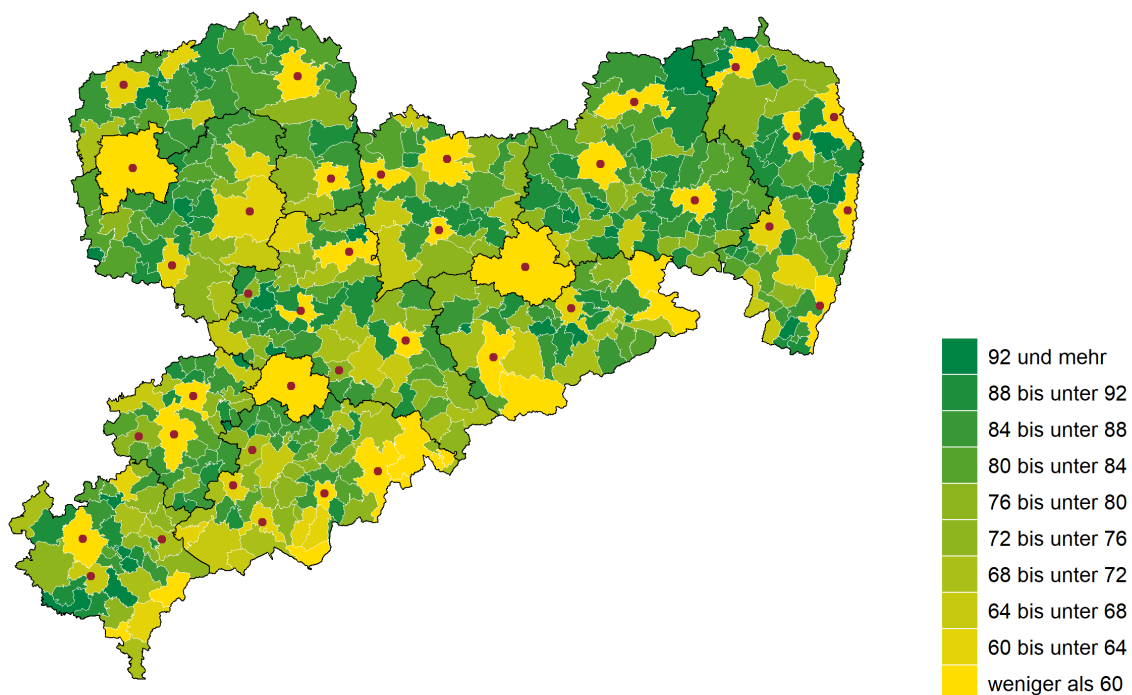 92 und mehr
88 bis unter 92
84 bis unter 88
80 bis unter 84
76 bis unter 80
72 bis unter 76
68 bis unter 72
64 bis unter 68
60 bis unter 64
weniger als 60